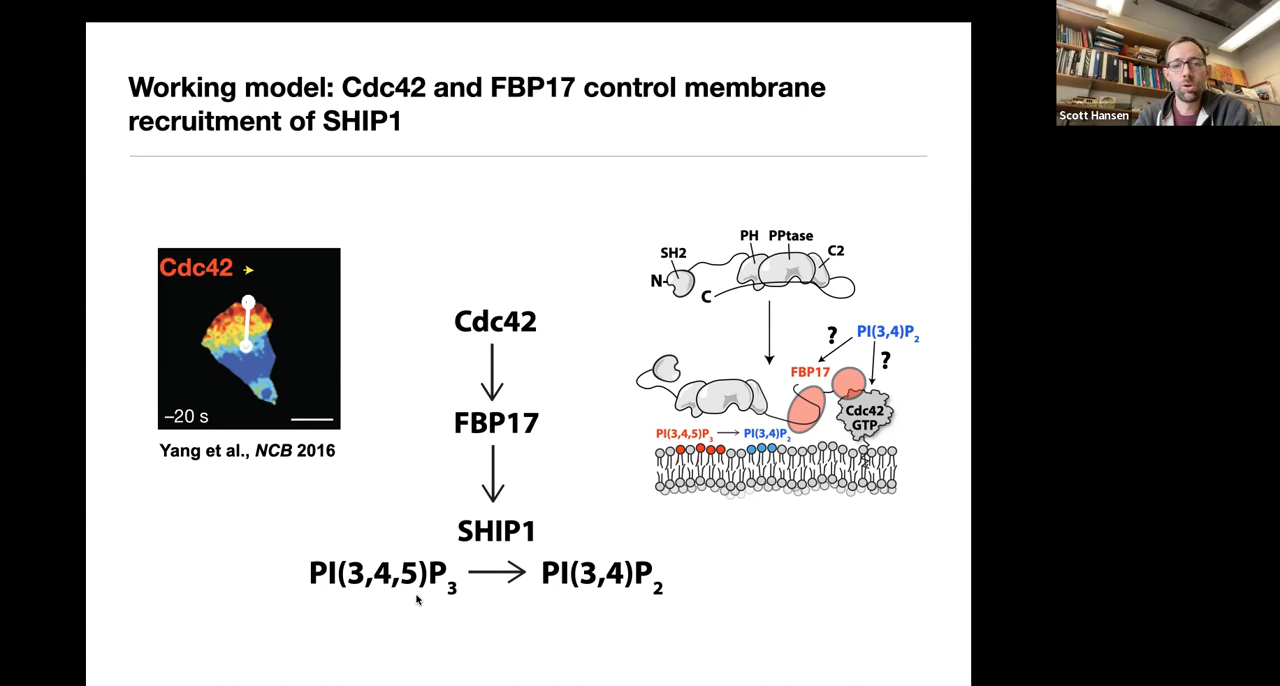 Working model: Cdc42 and FBP17 control membrane
recruitment of SHIP1
Cdc42
–20 s
Yang et al., NCB 2016
Cdc42
FBP17
SHIP1
PI(3,4,5)P3 → PI(3,4)P2
PH PPtase
SH2
C2
N-
C
? PI(3,4)P2
?
FBP17
Cdc42
GTP
PI(3,4,5)P3 → PI(3,4)P2
Scott Hansen